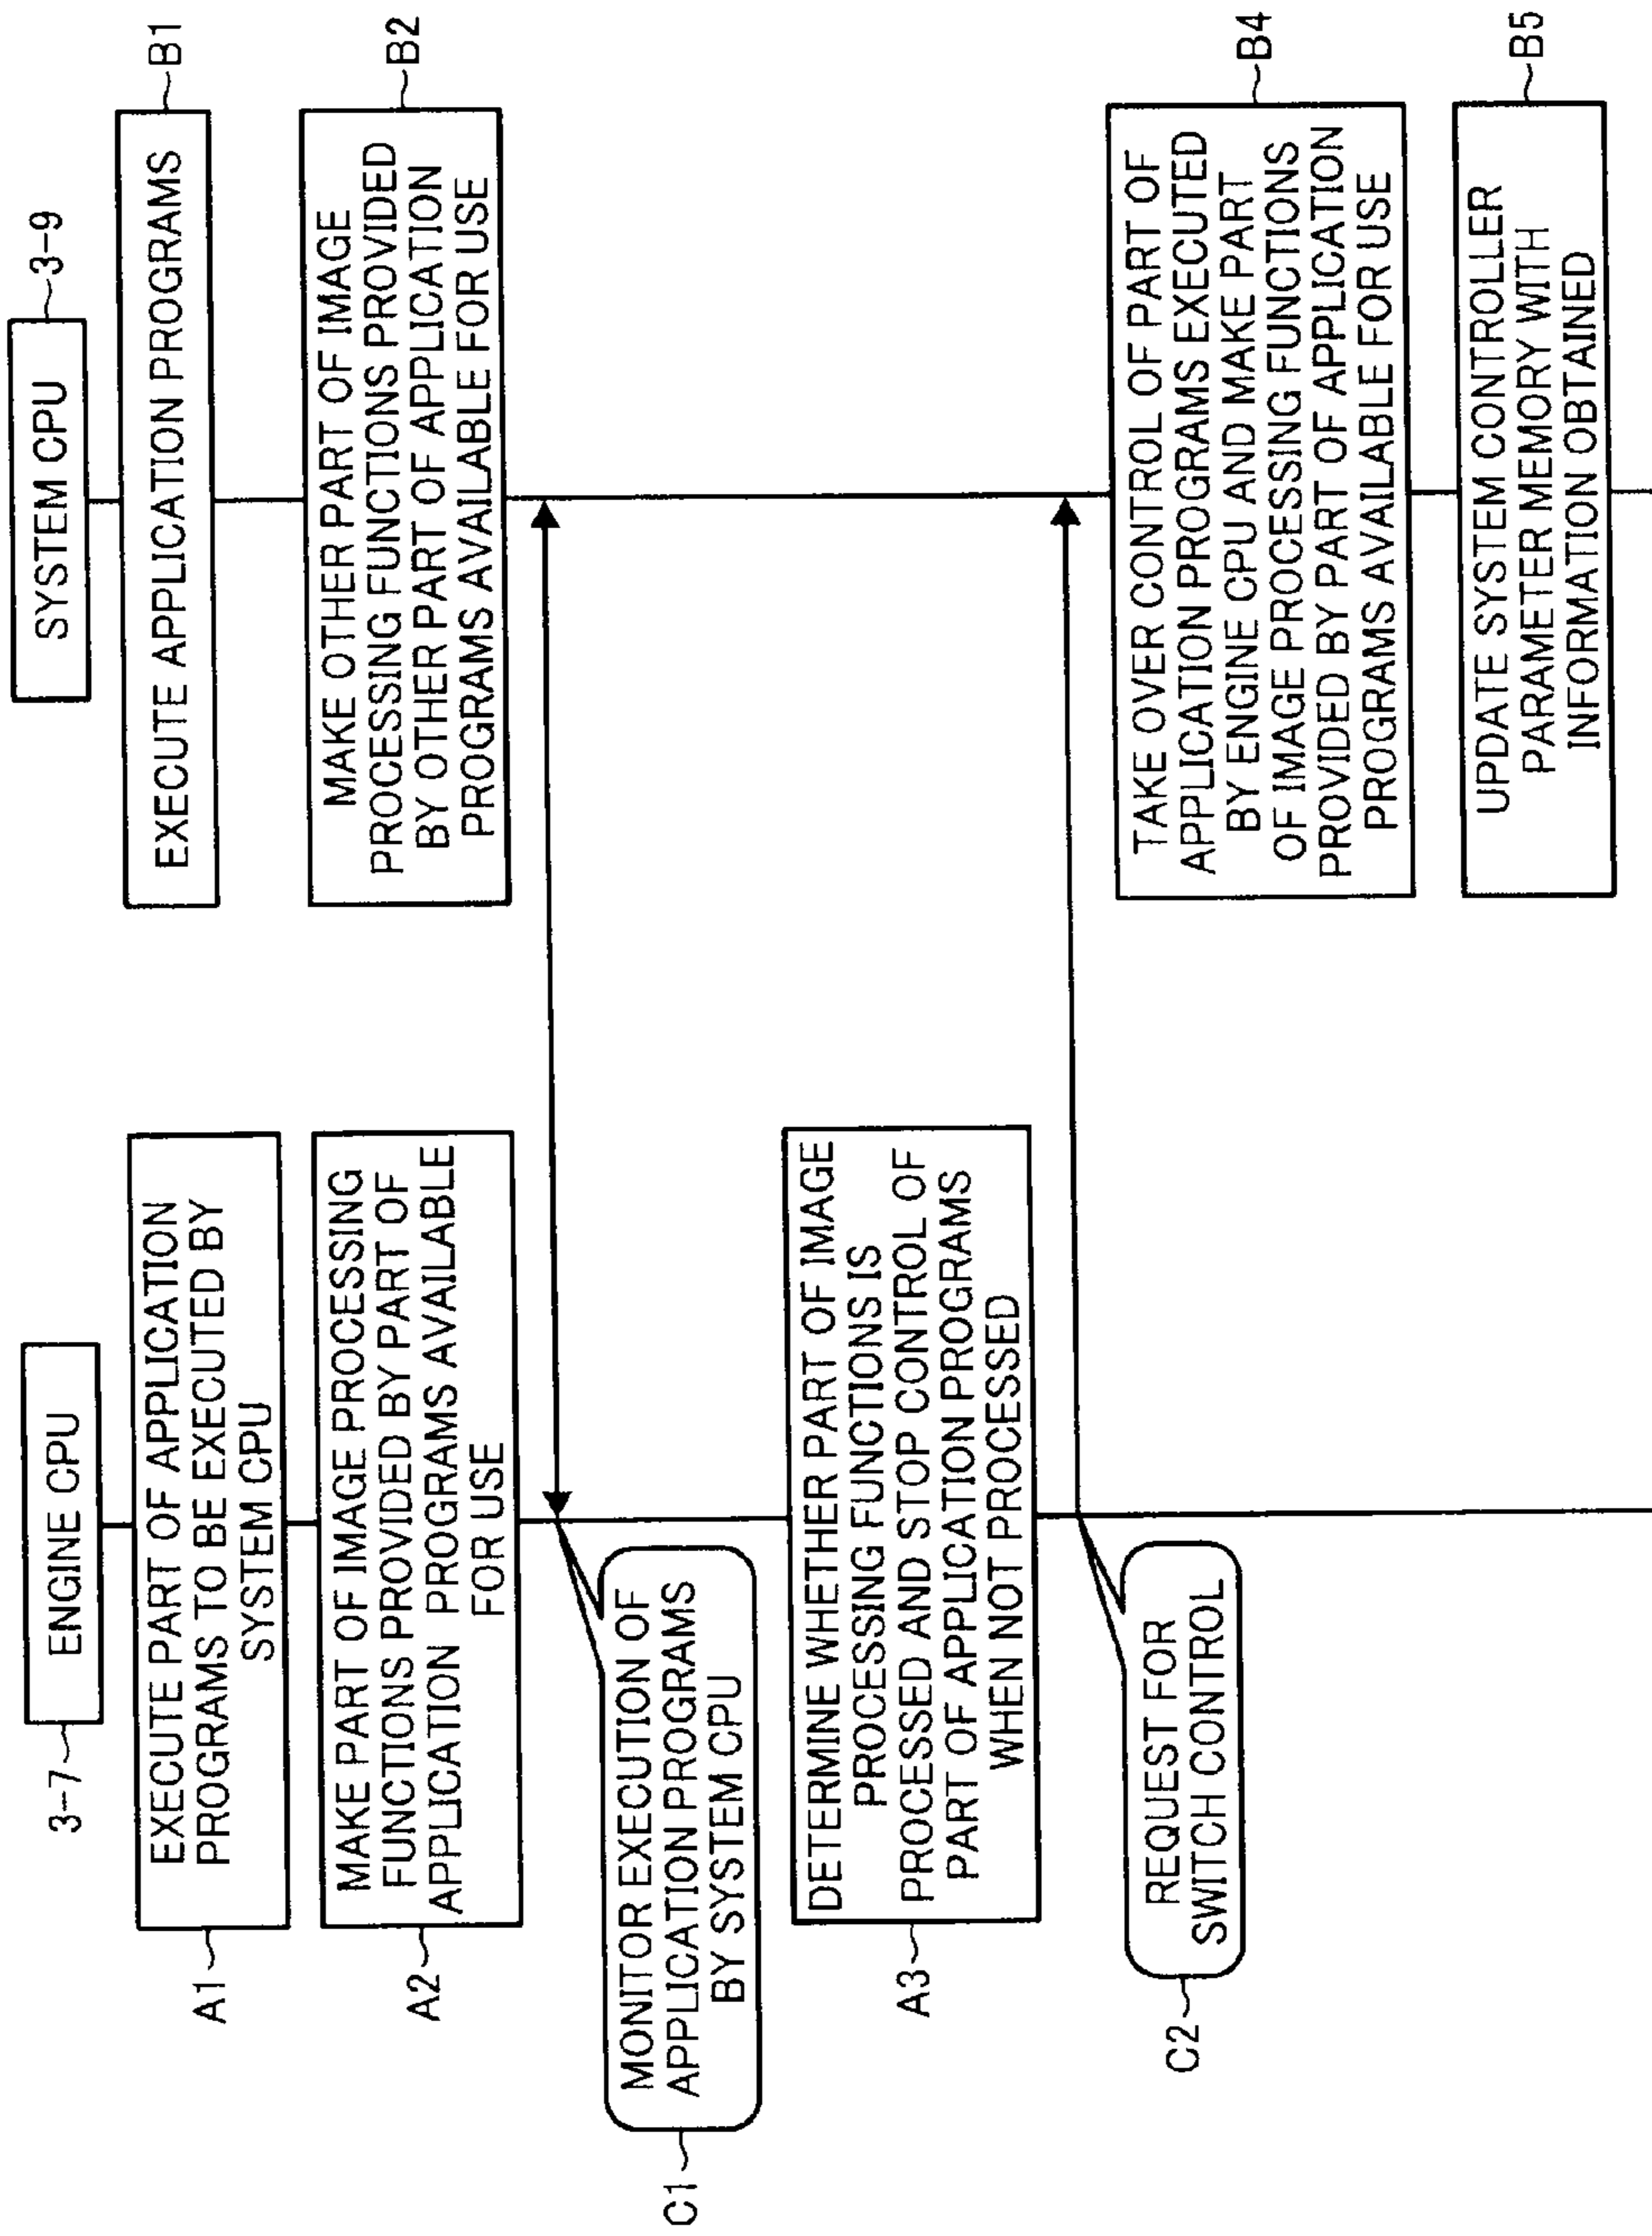 ENGINE CPU
3-7
A1
EXECUTE PART OF APPLICATION
PROGRAMS TO BE EXECUTED BY
SYSTEM CPU
A2
MAKE PART OF IMAGE PROCESSING
FUNCTIONS PROVIDED BY PART OF
APPLICATION PROGRAMS AVAILABLE
FOR USE
C1
MONITOR EXECUTION OF
APPLICATION PROGRAMS
BY SYSTEM CPU
A3
DETERMINE WHETHER PART OF IMAGE
PROCESSING FUNCTIONS IS
PROCESSED AND STOP CONTROL OF
PART OF APPLICATION PROGRAMS
WHEN NOT PROCESSED
C2
REQUEST FOR
SWITCH CONTROL
SYSTEM CPU
3-9
EXECUTE APPLICATION PROGRAMS
B1
MAKE OTHER PART OF IMAGE
PROCESSING FUNCTIONS PROVIDED
BY OTHER PART OF APPLICATION
PROGRAMS AVAILABLE FOR USE
B2
TAKE OVER CONTROL OF PART OF
APPLICATION PROGRAMS EXECUTED
BY ENGINE CPU AND MAKE PART
OF IMAGE PROCESSING FUNCTIONS
PROVIDED BY PART OF APPLICATION
PROGRAMS AVAILABLE FOR USE
B4
UPDATE SYSTEM CONTROLLER
PARAMETER MEMORY WITH
INFORMATION OBTAINED
B5